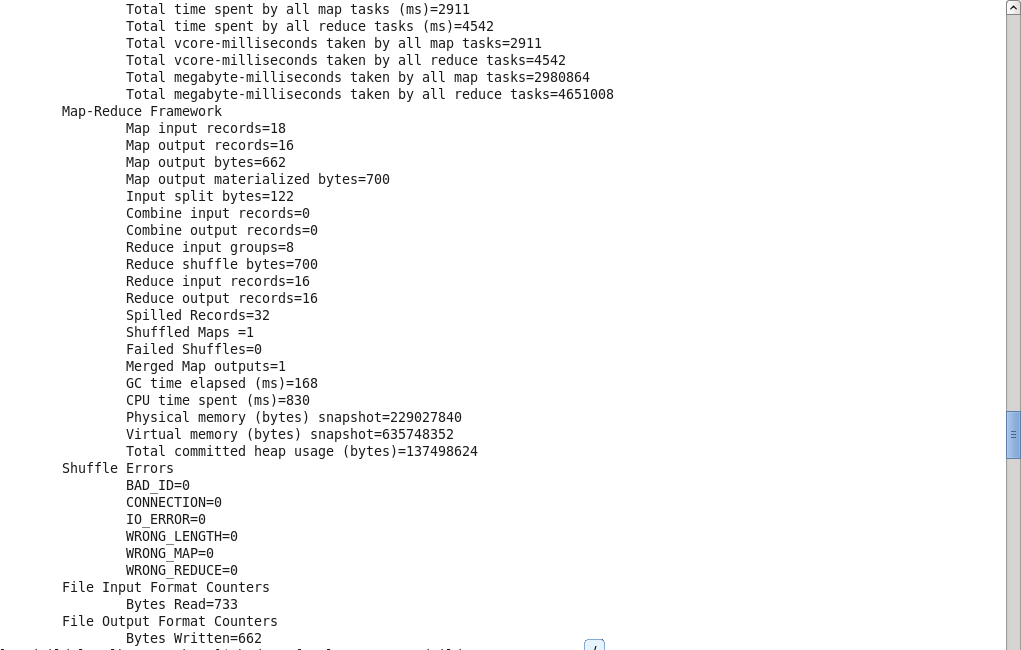 Total time spent by all map tasks (ms)=2911
Total time spent by all reduce tasks (ms)=4542
Total vcore-milliseconds taken by all map tasks=2911
Total vcore-milliseconds taken by all reduce tasks=4542
Total megabyte-milliseconds taken by all map tasks=2980864
Total megabyte-milliseconds taken by all reduce tasks=4651008
Map-Reduce Framework
Map input records=18
Map output records=16
Map output bytes=662
Map output materialized bytes=700
Input split bytes=122
Combine input records=0
Combine output records=0
Reduce input groups=8
Reduce shuffle bytes=700
Reduce input records=16
Reduce output records=16
Spilled Records=32
Shuffled Maps =1
Failed Shuffles=0
Merged Map outputs=1
GC time elapsed (ms)=168
CPU time spent (ms)=830
Physical memory (bytes) snapshot=229027840
Virtual memory (bytes) snapshot=635748352
Total committed heap usage (bytes)=137498624
Shuffle Errors
BAD_ID=0
CONNECTION=0
IO_ERROR=0
WRONG_LENGTH=0
WRONG_MAP=0
WRONG_REDUCE=0
File Input Format Counters
Bytes Read=733
File Output Format Counters
Bytes Written=662